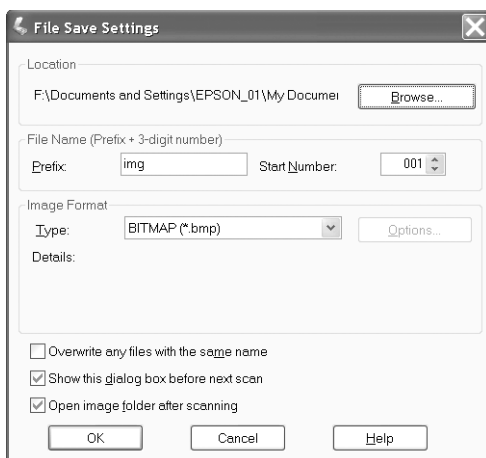 File Save Settings
Location
F:\Documents and Settings\EPSON_01\My Documer
Browse...
File Name (Prefix + 3-digit number)
Prefix: img Start Number: 001
Image Format
Type: BITMAP (*.bmp) Options...
Details:
Overwrite any files with the same name
Show this dialog box before next scan
Open image folder after scanning
OK Cancel Help